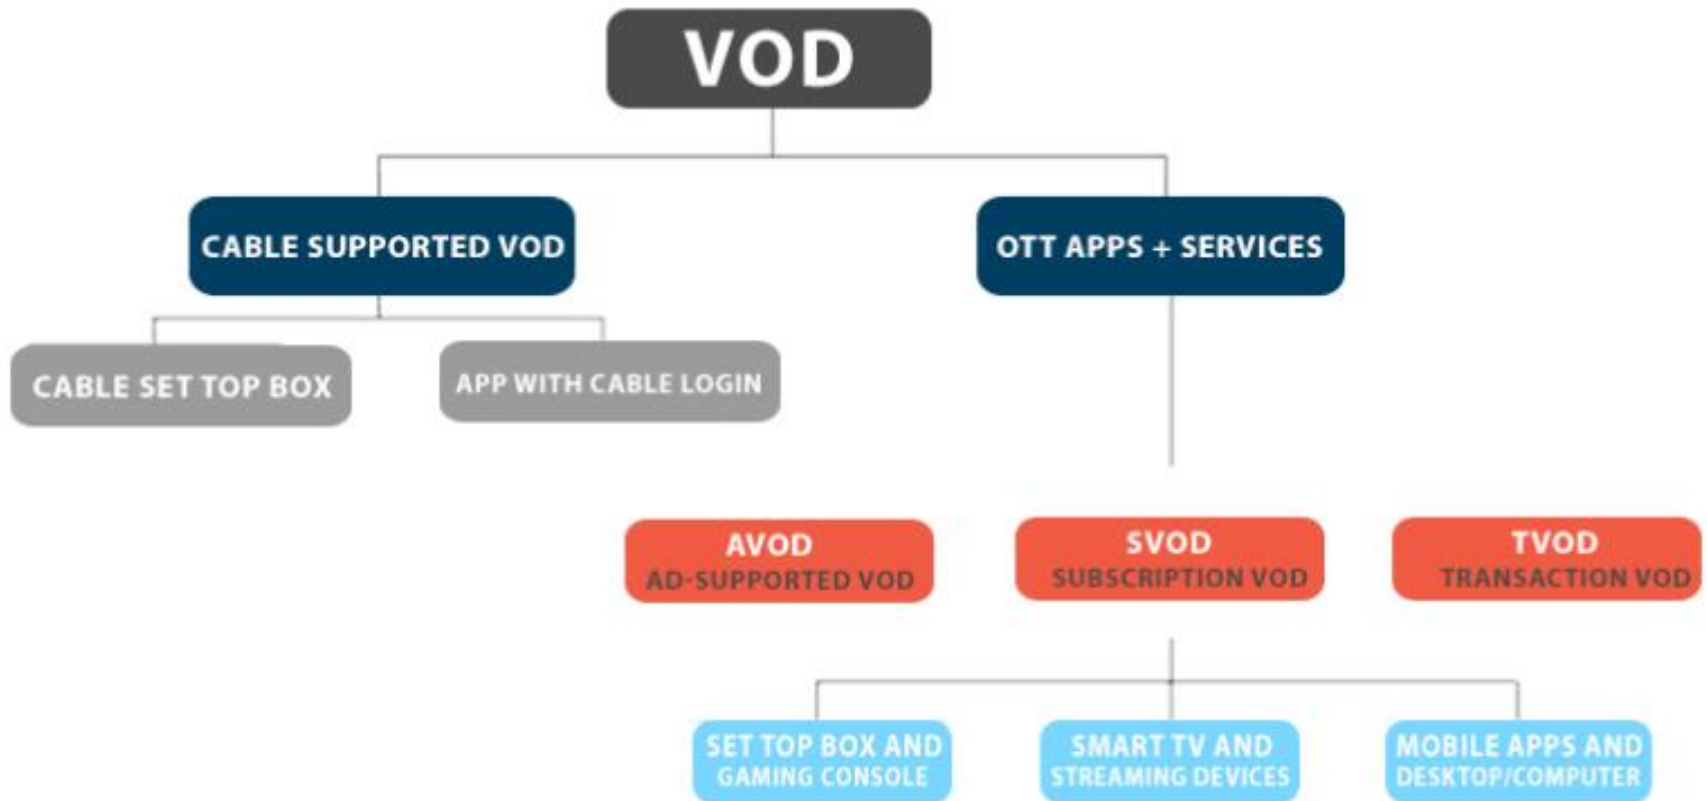 VOD
CABLE SUPPORTED VOD
OTT APPS + SERVICES
CABLE SET TOP BOX
APP WITH CABLE LOGIN
AVOD
AD-SUPPORTED VOD
SVOD
SUBSCRIPTION VOD
TVOD
TRANSACTION VOD
SET TOP BOX AND
GAMING CONSOLE
SMART TV AND
STREAMING DEVICES
MOBILE APPS AND
DESKTOP/COMPUTER